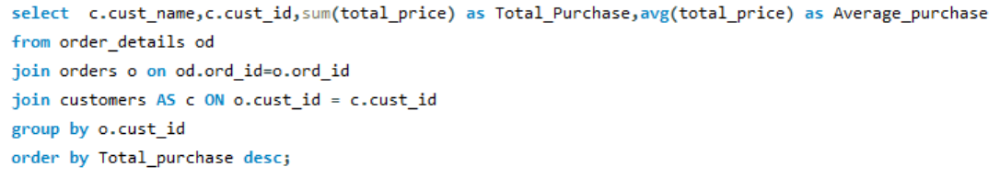 select  c.cust_name,c.cust_id,sum(total_price) as Total_Purchase,avg(total_price) as Average_purchase
from order_details od
join orders o on od.ord_id=o.ord_id
join customers AS c ON o.cust_id = c.cust_id
group by o.cust_id
order by Total_purchase desc;